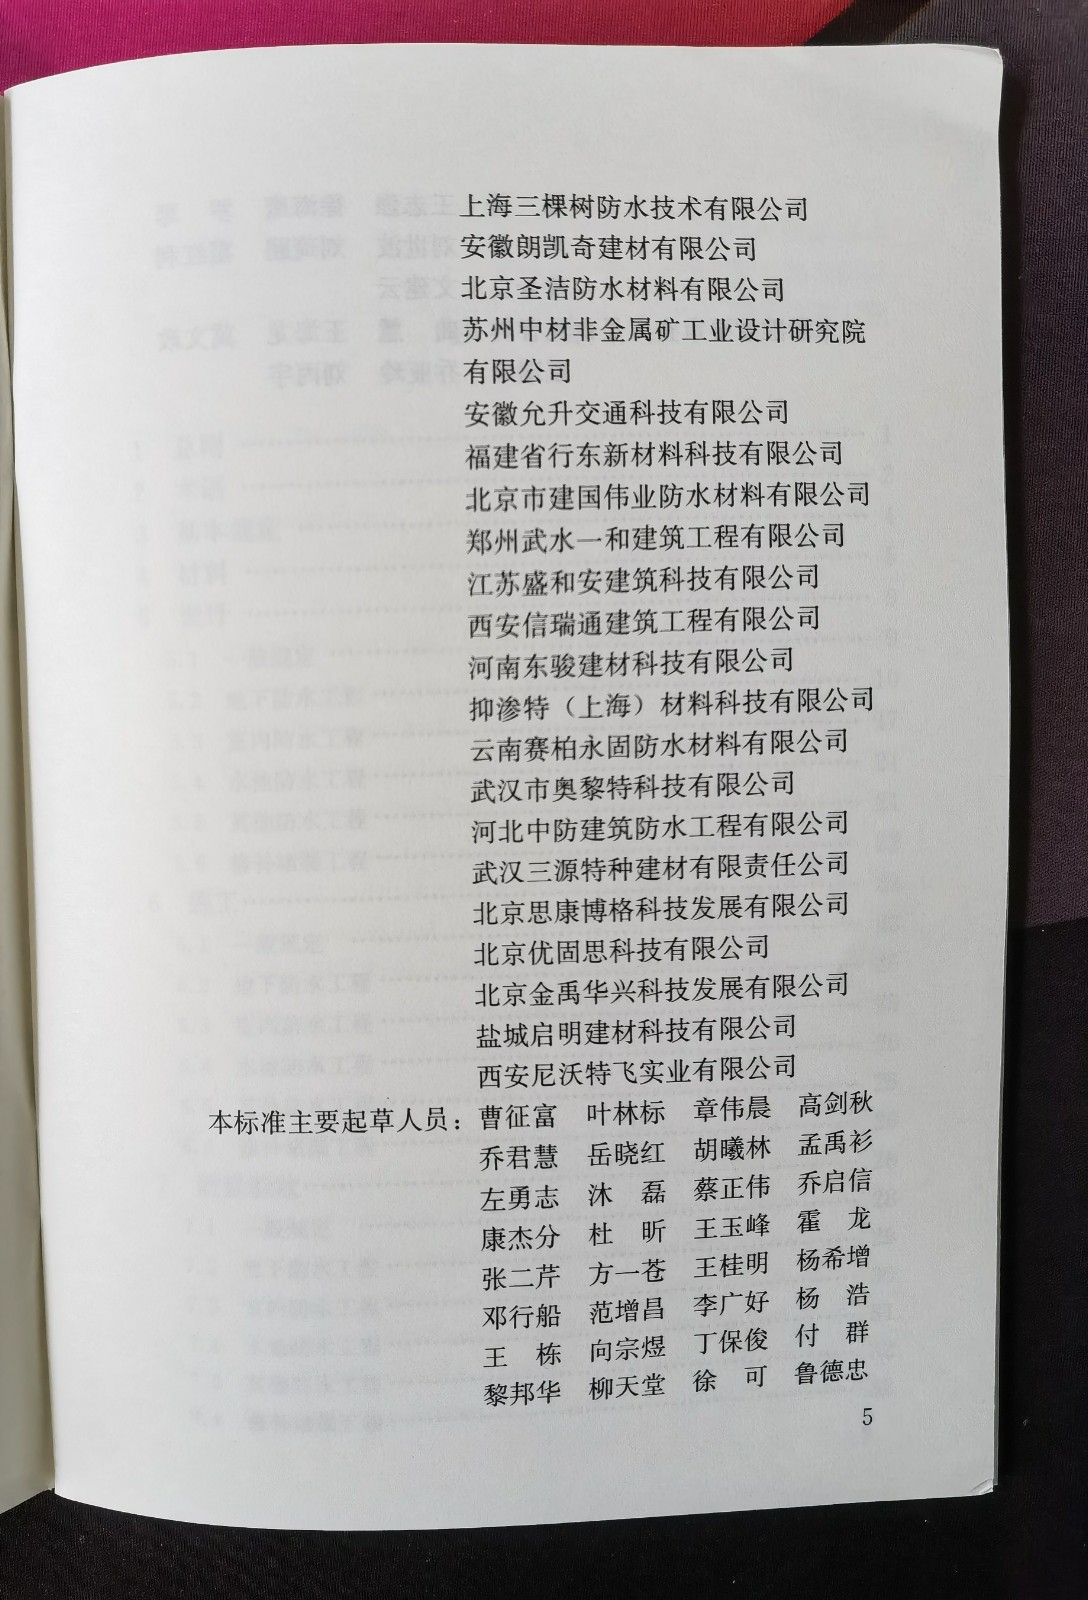 上海三棵树防水技术有限公司
安徽朗凯奇建材有限公司
北京圣洁防水材料有限公司
苏州中材非金属矿工业设计研究院
有限公司
安徽允升交通科技有限公司
福建省行东新材料科技有限公司
北京市建国伟业防水材料有限公司
郑州武水一和建筑工程有限公司
江苏盛和安建筑科技有限公司
西安信瑞通建筑工程有限公司
河南东骏建材科技有限公司
抑渗特（上海）材料科技有限公司
云南赛柏永固防水材料有限公司
武汉市奥黎特科技有限公司
河北中防建筑防水工程有限公司
武汉三源特种建材有限责任公司
北京思康博格科技发展有限公司
北京优固思科技有限公司
北京金禹华兴科技发展有限公司
盐城启明建材科技有限公司
西安尼沃特飞实业有限公司
本标准主要起草人员：曹征富 叶林标 章伟晨 高剑秋
乔君慧 岳晓红 胡曦林 孟禹衫
左勇志 沐 磊 蔡正伟 乔启信
康杰分 杜 昕 王玉峰 霍 龙
张二芹 方一苍 王桂明 杨希增
邓行船 范增昌 李广好 杨 浩
王 栋 向宗煜 丁保俊 付 群
黎邦华 柳天堂 徐 可 鲁德忠
5